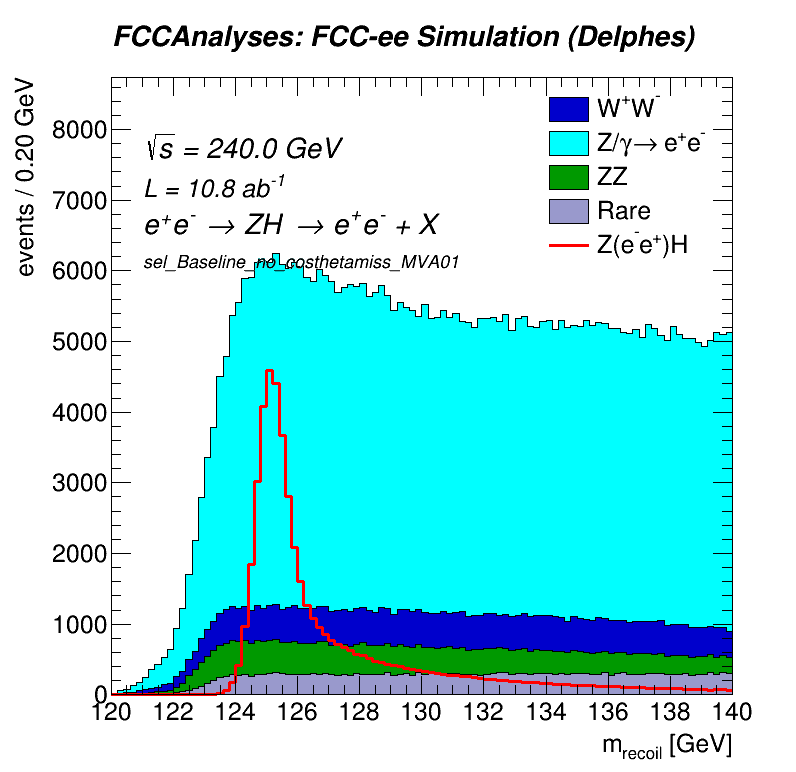 FCCAnalyses: FCC-ee Simulation (Delphes)
events / 0.20 GeV
√s = 240.0 GeV
L = 10.8 ab⁻¹
e⁺e⁻ → ZH → e⁺e⁻ + X
sel_Baseline_no_costhetamiss_MVA01
W⁺W⁻
Z/γ→ e⁺e⁻
ZZ
Rare
Z(e⁻e⁺)H
8000
7000
6000
5000
4000
3000
2000
1000
0
120 122 124 126 128 130 132 134 136 138 140
m_recoil [GeV]